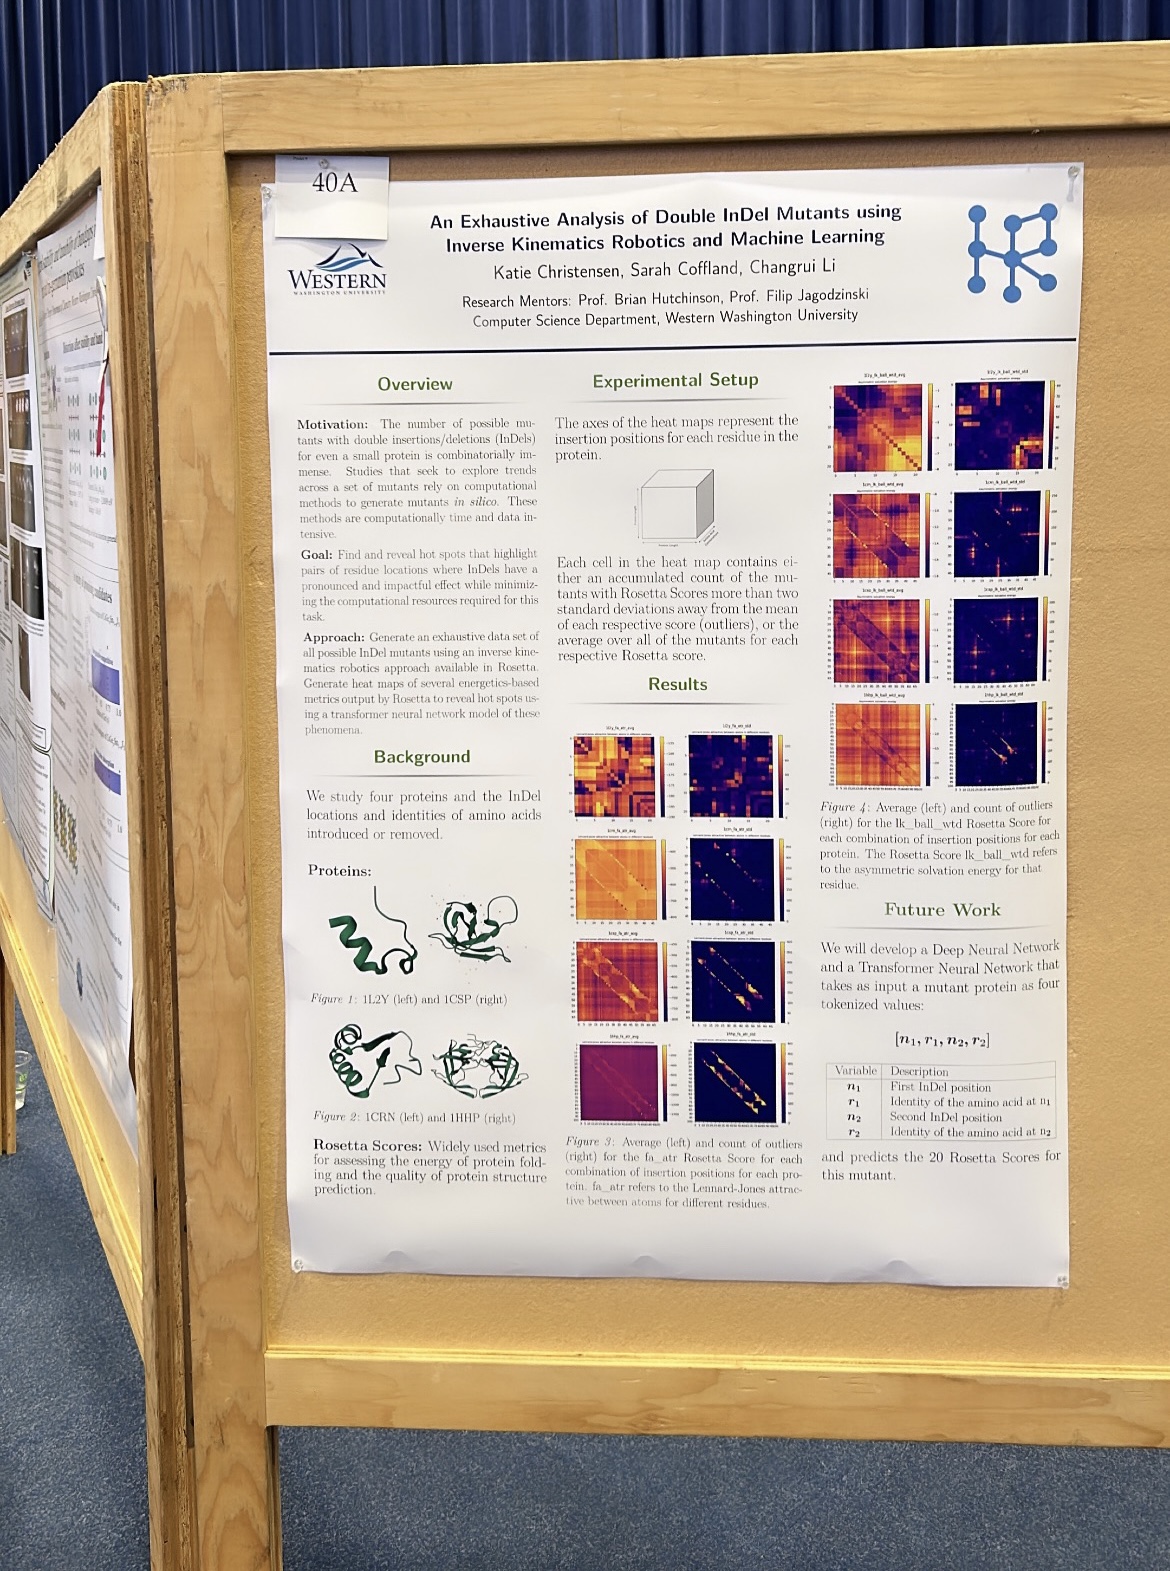 40A
An Exhaustive Analysis of Double InDel Mutants using
Inverse Kinematics Robotics and Machine Learning
Katie Christensen, Sarah Coffland, Changrui Li
Research Mentors: Prof. Brian Hutchinson, Prof. Filip Jagodzinski
Computer Science Department, Western Washington University
WESTERN
WASHINGTON UNIVERSITY
Overview
Motivation: The number of possible mu-
tants with double insertions/deletions (InDels)
for even a small protein is combinatorially im-
mense. Studies that seek to explore trends
across a set of mutants rely on computational
methods to generate mutants in silico. These
methods are computationally time and data in-
tensive.
Goal: Find and reveal hot spots that highlight
pairs of residue locations where InDels have a
pronounced and impactful effect while minimiz-
ing the computational resources required for this
task.
Approach: Generate an exhaustive data set of
all possible InDel mutants using an inverse kine-
matics robotics approach available in Rosetta.
Generate heat maps of several energetics-based
metrics output by Rosetta to reveal hot spots us-
ing a transformer neural network model of these
phenomena.
Background
We study four proteins and the InDel
locations and identities of amino acids
introduced or removed.
Proteins:
Figure 1: 1L2Y (left) and 1CSP (right)
Figure 2: 1CRN (left) and 1HHP (right)
Rosetta Scores: Widely used metrics
for assessing the energy of protein fold-
ing and the quality of protein structure
prediction.
Experimental Setup
The axes of the heat maps represent the
insertion positions for each residue in the
protein.
Each cell in the heat map contains ei-
ther an accumulated count of the mu-
tants with Rosetta Scores more than two
standard deviations away from the mean
of each respective score (outliers), or the
average over all of the mutants for each
respective Rosetta score.
Results
1l2y_fa_atr_avg
1l2y_fa_atr_std
1crn_fa_atr_avg
1crn_fa_atr_std
1csp_fa_atr_avg
1csp_fa_atr_std
1hhp_fa_atr_avg
1hhp_fa_atr_std
Figure 3: Average (left) and count of outliers
(right) for the fa_atr Rosetta Score for each
combination of insertion positions for each pro-
tein. fa_atr refers to the Lennard-Jones attrac-
tive between atoms for different residues.
1l2y_lk_ball_wtd_avg
1l2y_lk_ball_wtd_std
1crn_lk_ball_wtd_avg
1crn_lk_ball_wtd_std
1csp_lk_ball_wtd_avg
1csp_lk_ball_wtd_std
1hhp_lk_ball_wtd_avg
1hhp_lk_ball_wtd_std
Figure 4: Average (left) and count of outliers
(right) for the lk_ball_wtd Rosetta Score for
each combination of insertion positions for each
protein. The Rosetta Score lk_ball_wtd refers
to the asymmetric solvation energy for that
residue.
Future Work
We will develop a Deep Neural Network
and a Transformer Neural Network that
takes as input a mutant protein as four
tokenized values:
[n₁, r₁, n₂, r₂]
Variable Description
n₁ First InDel position
r₁ Identity of the amino acid at n₁
n₂ Second InDel position
r₂ Identity of the amino acid at n₂
and predicts the 20 Rosetta Scores for
this mutant.